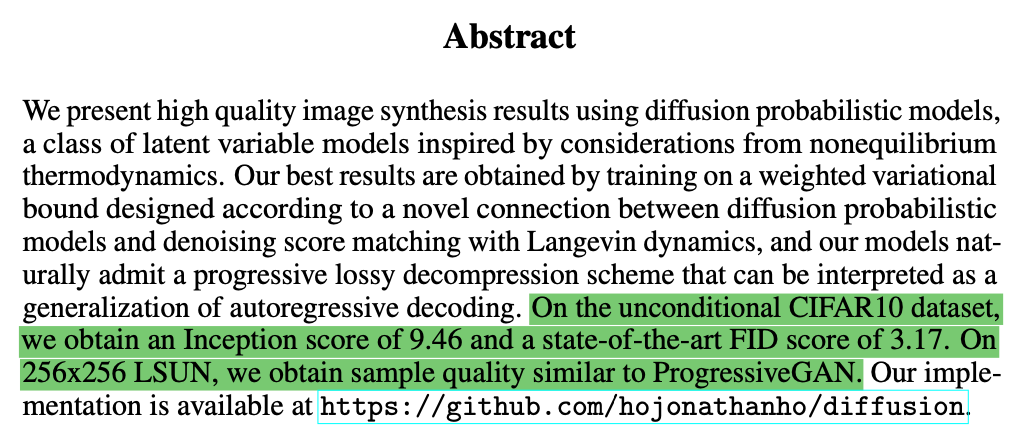 Abstract
We present high quality image synthesis results using diffusion probabilistic models,
a class of latent variable models inspired by considerations from nonequilibrium
thermodynamics. Our best results are obtained by training on a weighted variational
bound designed according to a novel connection between diffusion probabilistic
models and denoising score matching with Langevin dynamics, and our models nat-
urally admit a progressive lossy decompression scheme that can be interpreted as a
generalization of autoregressive decoding. On the unconditional CIFAR10 dataset,
we obtain an Inception score of 9.46 and a state-of-the-art FID score of 3.17. On
256x256 LSUN, we obtain sample quality similar to ProgressiveGAN. Our imple-
mentation is available at https://github.com/hojonathanho/diffusion.